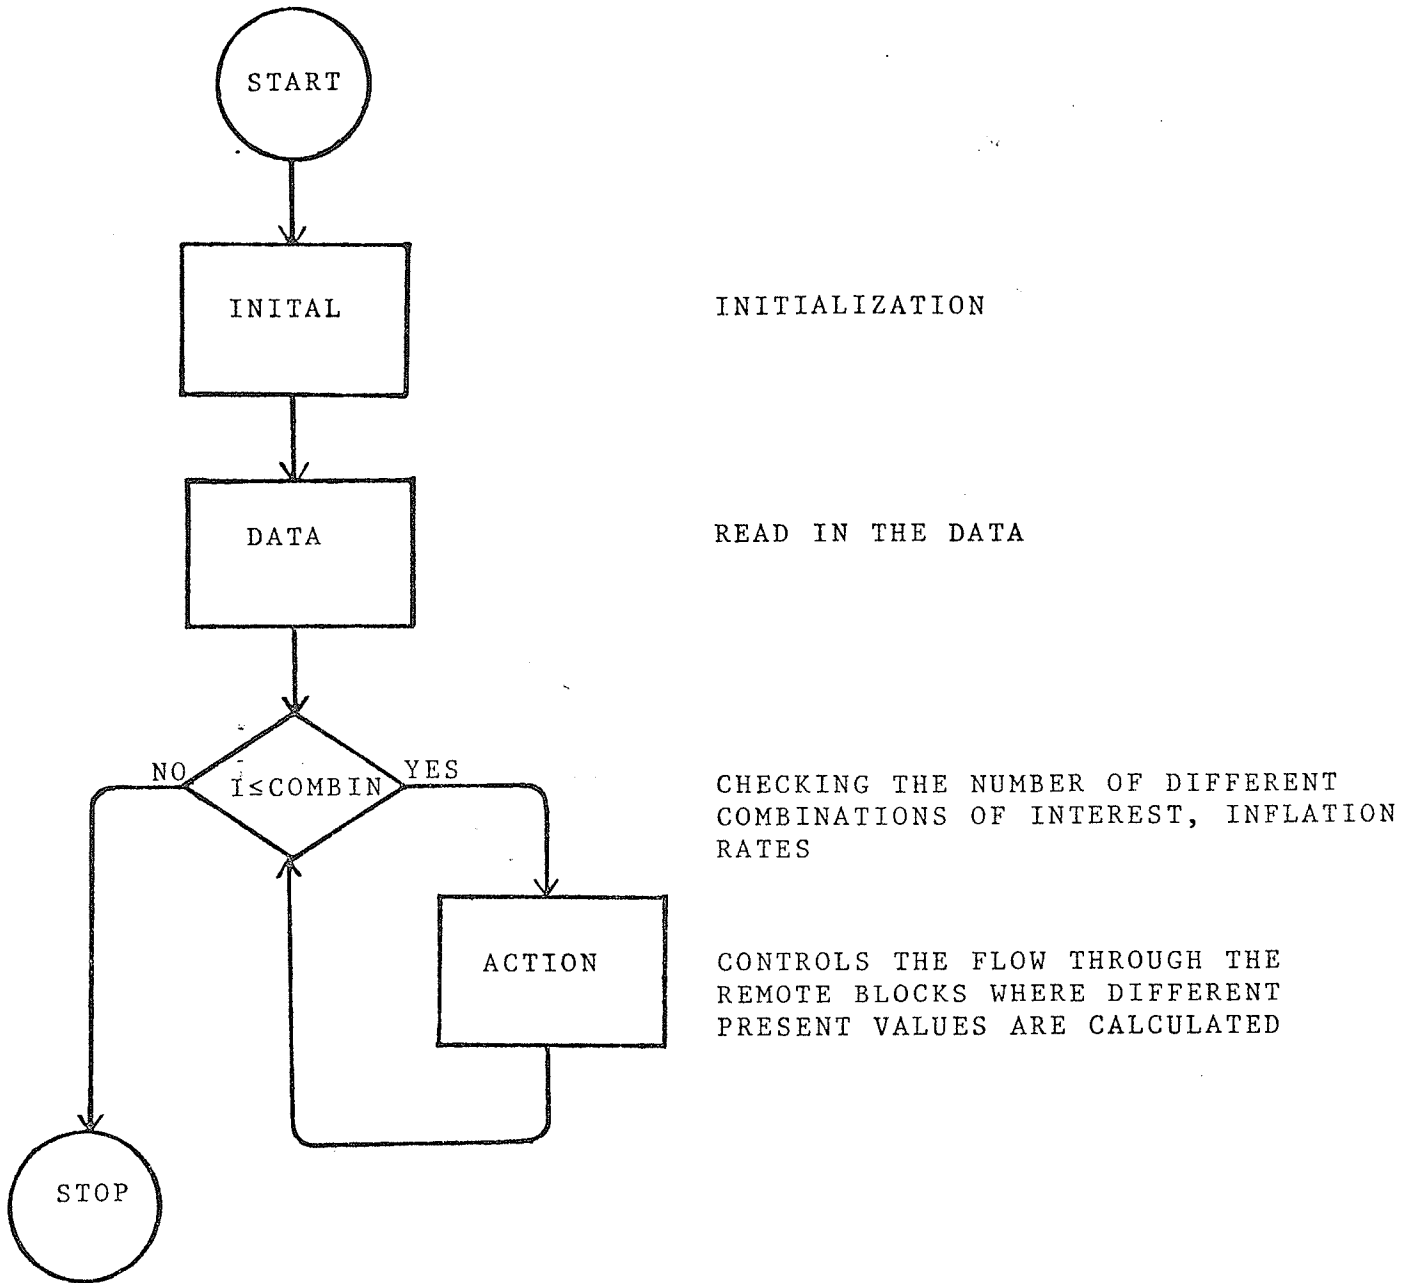 START
INITAL
INITIALIZATION
DATA
READ IN THE DATA
NO
I≤COMBIN
YES
CHECKING THE NUMBER OF DIFFERENT
COMBINATIONS OF INTEREST, INFLATION
RATES
ACTION
CONTROLS THE FLOW THROUGH THE
REMOTE BLOCKS WHERE DIFFERENT
PRESENT VALUES ARE CALCULATED
STOP